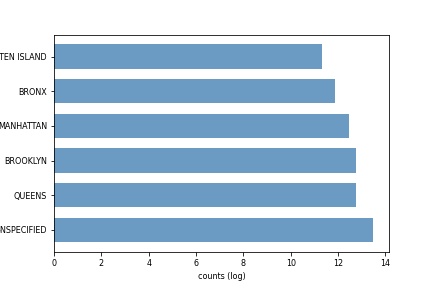 TEN ISLAND
BRONX
MANHATTAN
BROOKLYN
QUEENS
NSPECIFIED
0 2 4 6 8 10 12 14
counts (log)